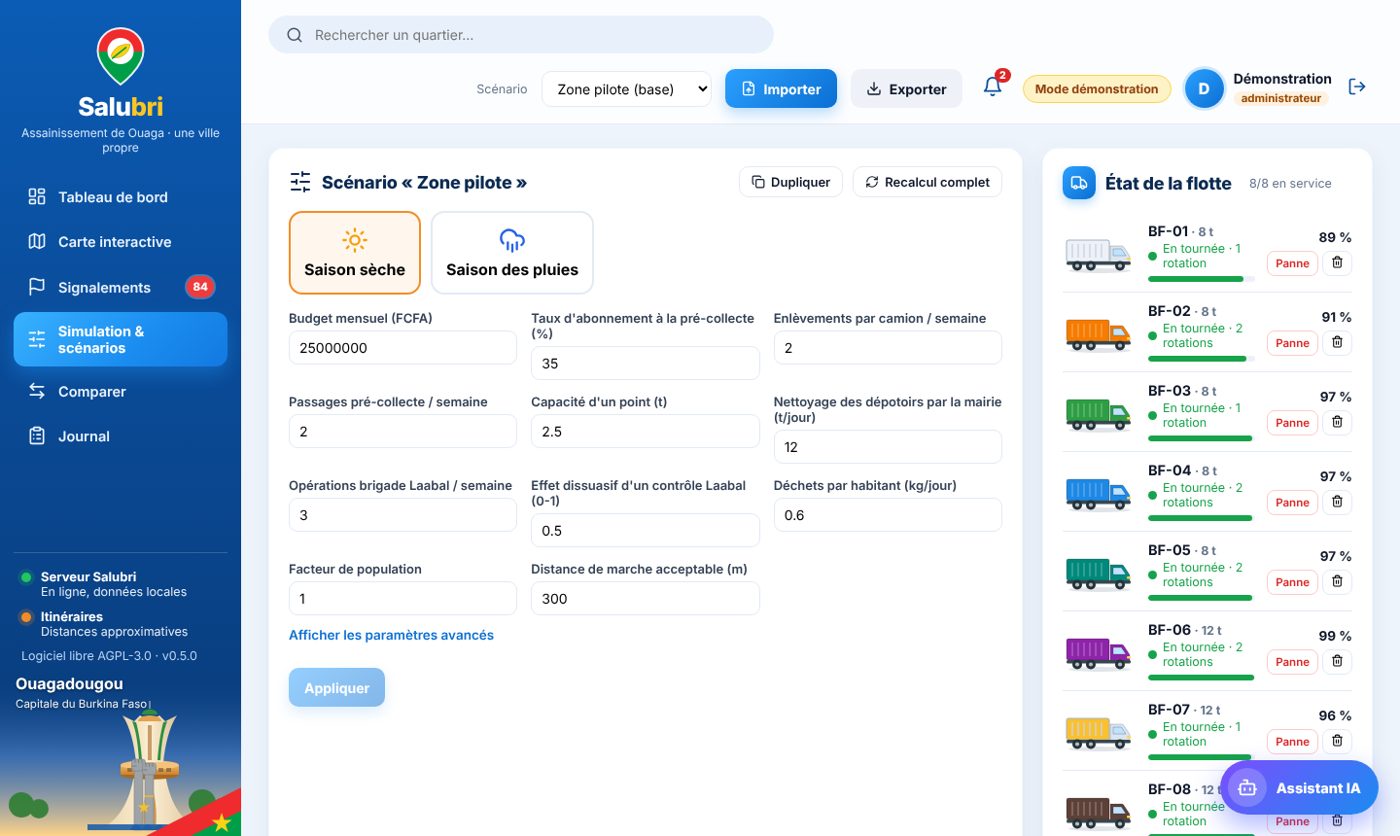 Salubri
Assainissement de Ouaga · une ville
propre
Tableau de bord
Carte interactive
Signalements 84
Simulation &
scénarios
Comparer
Journal
Serveur Salubri
En ligne, données locales
Itinéraires
Distances approximatives
Logiciel libre AGPL-3.0 · v0.5.0
Ouagadougou
Capitale du Burkina Faso
Rechercher un quartier...
Scénario
Zone pilote (base)
Importer
Exporter
2
Mode démonstration
D
Démonstration
administrateur
Scénario « Zone pilote »
Dupliquer
Recalcul complet
Saison sèche
Saison des pluies
Budget mensuel (FCFA)
25000000
Taux d'abonnement à la pré-collecte
(%)
35
Enlèvements par camion / semaine
2
Passages pré-collecte / semaine
2
Capacité d'un point (t)
2.5
Nettoyage des dépotoirs par la mairie
(t/jour)
12
Opérations brigade Laabal / semaine
3
Effet dissuasif d'un contrôle Laabal
(0-1)
0.5
Déchets par habitant (kg/jour)
0.6
Facteur de population
1
Distance de marche acceptable (m)
300
Afficher les paramètres avancés
Appliquer
État de la flotte 8/8 en service
BF-01 · 8 t
En tournée · 1
rotation
89 %
Panne
BF-02 · 8 t
En tournée · 2
rotations
91 %
Panne
BF-03 · 8 t
En tournée · 1
rotation
97 %
Panne
BF-04 · 8 t
En tournée · 2
rotations
97 %
Panne
BF-05 · 8 t
En tournée · 2
rotations
97 %
Panne
BF-06 · 12 t
En tournée · 2
rotations
99 %
Panne
BF-07 · 12 t
En tournée · 1
rotation
96 %
Panne
BF-08 · 12 t
En tournée
rotations
Panne
Assistant IA